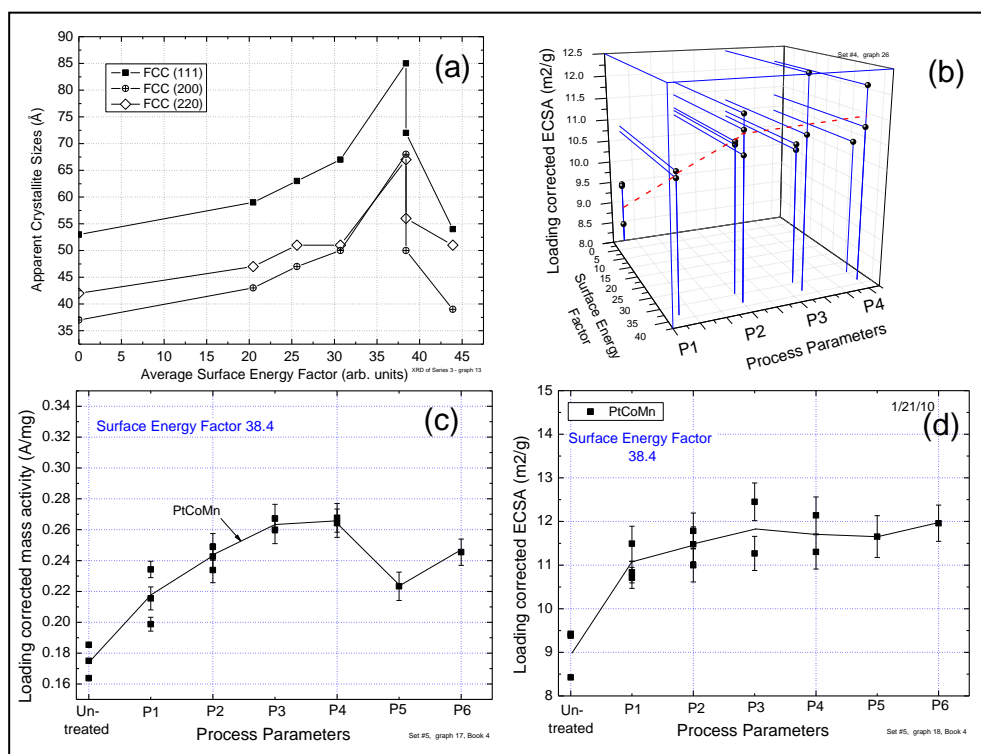 (a)
90
85
80
75
70
65
60
55
50
45
40
35
Apparent Crystallite Sizes (Å)
FCC (111)
FCC (200)
FCC (220)
0 5 10 15 20 25 30 35 40 45
Average Surface Energy Factor (arb. units)
XRD of Series 3 - graph 13
(b)
Set #4, graph 26
12.5
12.0
11.5
11.0
10.5
10.0
9.5
9.0
8.5
8.0
Loading corrected ECSA (m2/g)
0
5
10
15
20
25
30
35
40
Surface Energy
Factor
P1 P2 P3 P4
Process Parameters
(c)
Surface Energy Factor 38.4
0.34
0.32
0.30
0.28
0.26
0.24
0.22
0.20
0.18
0.16
Loading corrected mass activity (A/mg)
PtCoMn
Un-
treated
P1 P2 P3 P4 P5 P6
Process Parameters
Set #5, graph 17, Book 4
(d)
1/21/10
PtCoMn
Surface Energy Factor
38.4
15
14
13
12
11
10
9
8
Loading corrected ECSA (m2/g)
Un-
treated
P1 P2 P3 P4 P5 P6
Process Parameters
Set #5, graph 18, Book 4